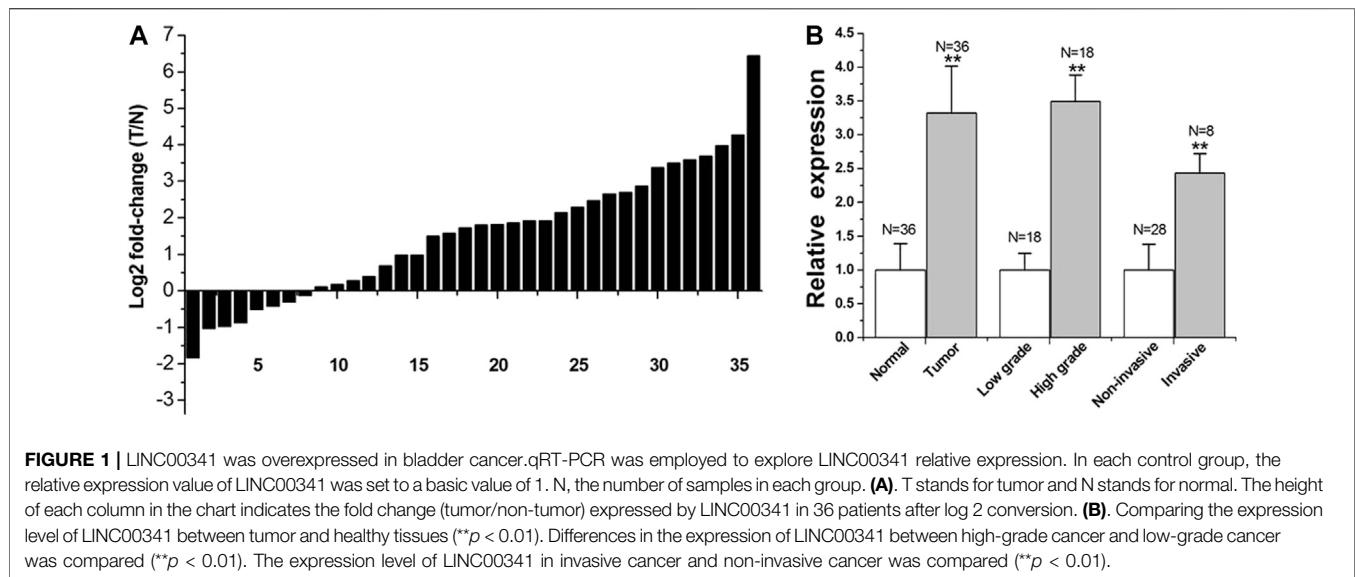 A
Log2 fold-change (T/N)
7
6
5
4
3
2
1
0
-1
-2
-3
5 10 15 20 25 30 35
B
Relative expression
4.5
4.0
3.5
3.0
2.5
2.0
1.5
1.0
0.5
0.0
N=36
N=36
**
N=18
N=18
**
N=28
N=8
**
Normal
Tumor
Low grade
High grade
Non-invasive
Invasive
FIGURE 1 | LINC00341 was overexpressed in bladder cancer.qRT-PCR was employed to explore LINC00341 relative expression. In each control group, the
relative expression value of LINC00341 was set to a basic value of 1. N, the number of samples in each group. (A). T stands for tumor and N stands for normal. The height
of each column in the chart indicates the fold change (tumor/non-tumor) expressed by LINC00341 in 36 patients after log 2 conversion. (B). Comparing the expression
level of LINC00341 between tumor and healthy tissues (**p < 0.01). Differences in the expression of LINC00341 between high-grade cancer and low-grade cancer
was compared (**p < 0.01). The expression level of LINC00341 in invasive cancer and non-invasive cancer was compared (**p < 0.01).